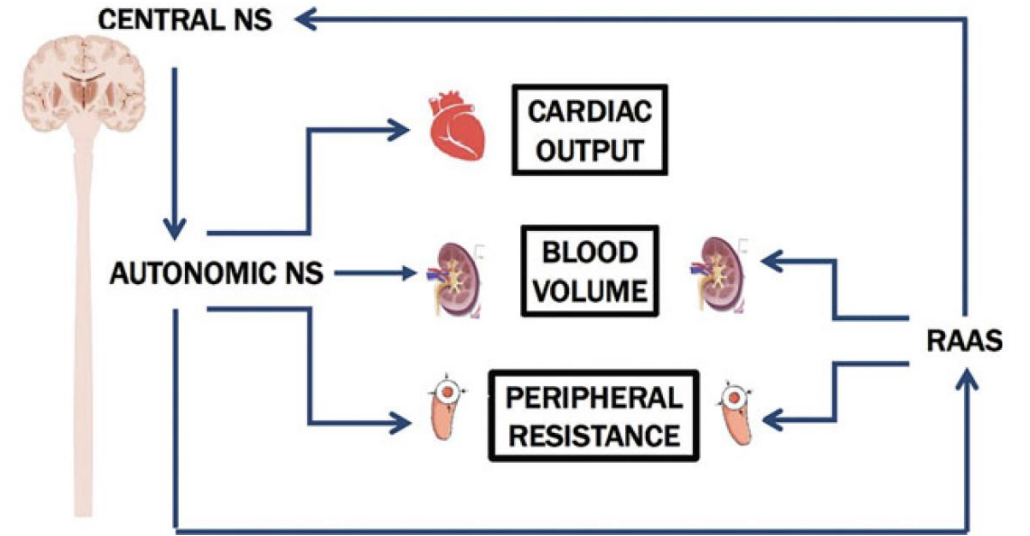 CENTRAL NS
CARDIAC
OUTPUT
AUTONOMIC NS
BLOOD
VOLUME
RAAS
PERIPHERAL
RESISTANCE